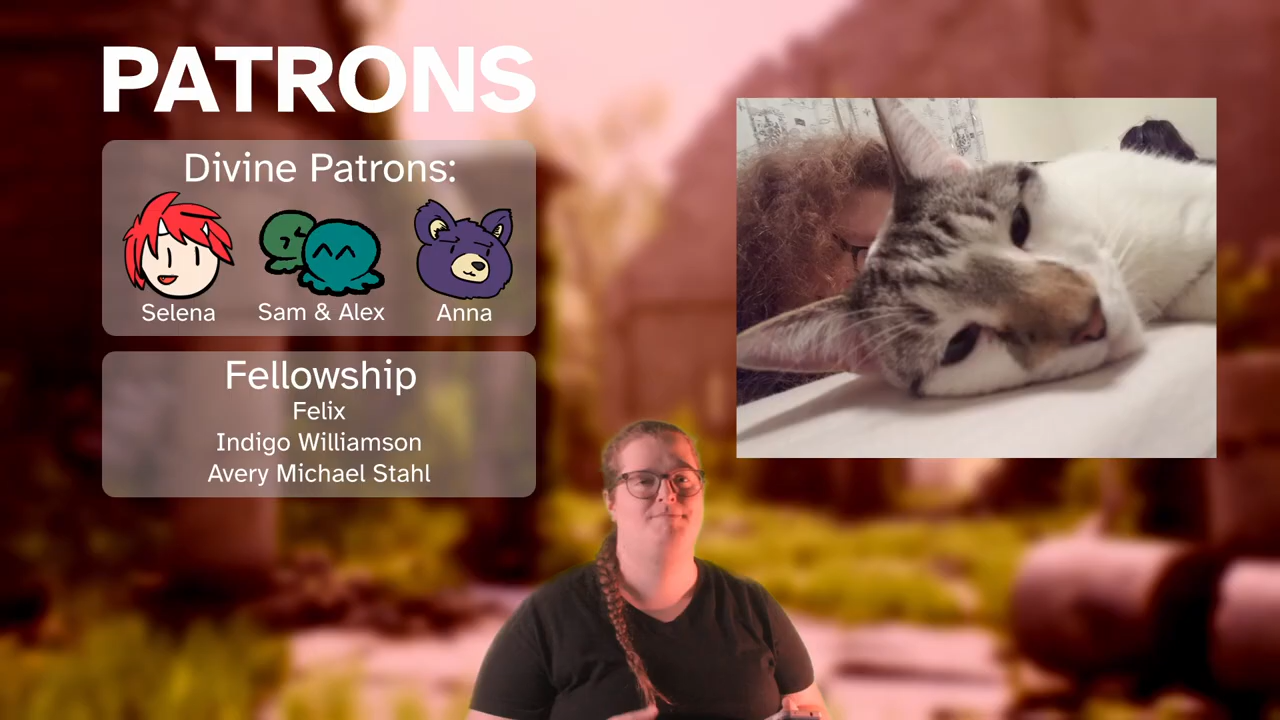 PATRONS
Divine Patrons:
Selena
Sam & Alex
Anna
Fellowship
Felix
Indigo Williamson
Avery Michael Stahl